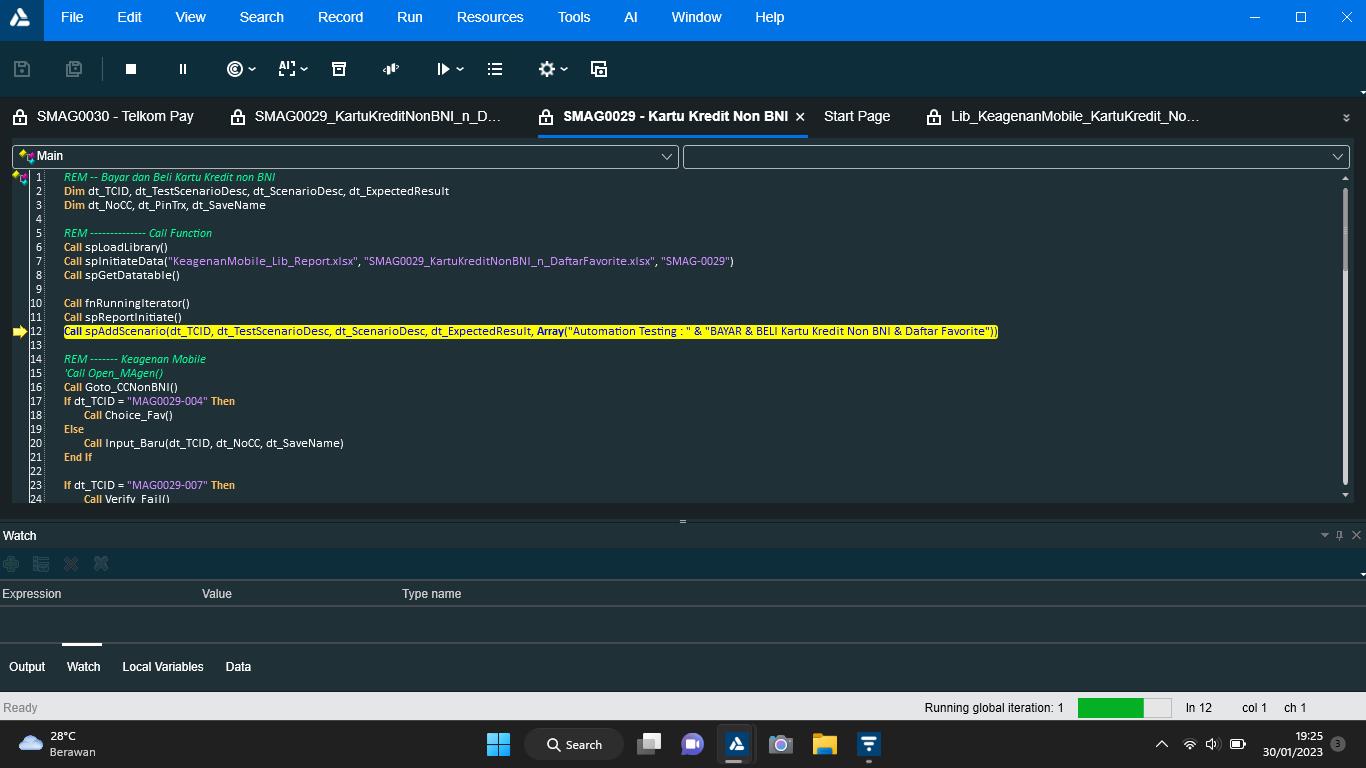 File Edit View Search Record Run Resources Tools AI Window Help
SMAG0030 - Telkom Pay SMAG0029_KartuKreditNonBNI_n_D... SMAG0029 - Kartu Kredit Non BNI Start Page Lib_KeagenanMobile_KartuKredit_No...
Main
1 REM -- Bayar dan Beli Kartu Kredit non BNI
2 Dim dt_TCID, dt_TestScenarioDesc, dt_ScenarioDesc, dt_ExpectedResult
3 Dim dt_NoCC, dt_PinTrx, dt_SaveName
4
5 REM -------------- Call Function
6 Call spLoadLibrary()
7 Call spInitiateData("KeagenanMobile_Lib_Report.xlsx", "SMAG0029_KartuKreditNonBNI_n_DaftarFavorite.xlsx", "SMAG-0029")
8 Call spGetDatatable()
9
10 Call fnRunningIterator()
11 Call spReportInitiate()
12 Call spAddScenario(dt_TCID, dt_TestScenarioDesc, dt_ScenarioDesc, dt_ExpectedResult, Array("Automation Testing : " & "BAYAR & BELI Kartu Kredit Non BNI & Daftar Favorite"))
13
14 REM ------- Keagenan Mobile
15 'Call Open_MAgen()
16 Call Goto_CCNonBNI()
17 If dt_TCID = "MAG0029-004" Then
18 Call Choice_Fav()
19 Else
20 Call Input_Baru(dt_TCID, dt_NoCC, dt_SaveName)
21 End If
22
23 If dt_TCID = "MAG0029-007" Then
24 Call Verify_Fail()
Watch
Expression Value Type name
Output Watch Local Variables Data
Ready Running global iteration: 1 ln 12 col 1 ch 1
28°C
Berawan
Search
19:25
30/01/2023
3